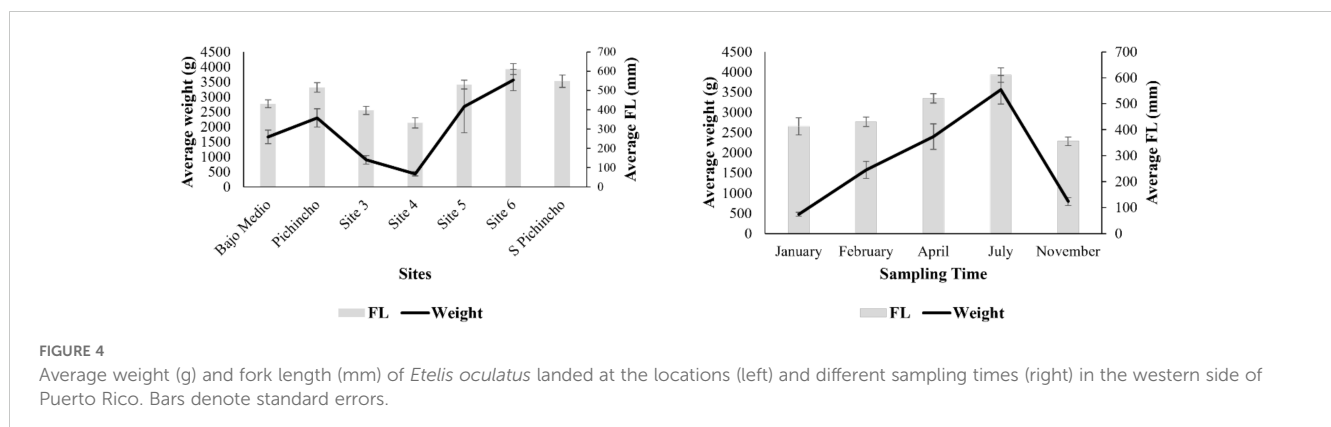 4500
4000
3500
3000
2500
2000
1500
1000
500
0
Average weight (g)
700
600
500
400
300
200
100
0
Average FL (mm)
Bajo Medio
Pichincho
Site 3
Site 4
Site 5
Site 6
S Pichincho
Sites
FL Weight
4500
4000
3500
3000
2500
2000
1500
1000
500
0
Average weight (g)
700
600
500
400
300
200
100
0
Average FL (mm)
January February April July November
Sampling Time
FL Weight
FIGURE 4
Average weight (g) and fork length (mm) of Etelis oculatus landed at the locations (left) and different sampling times (right) in the western side of
Puerto Rico. Bars denote standard errors.